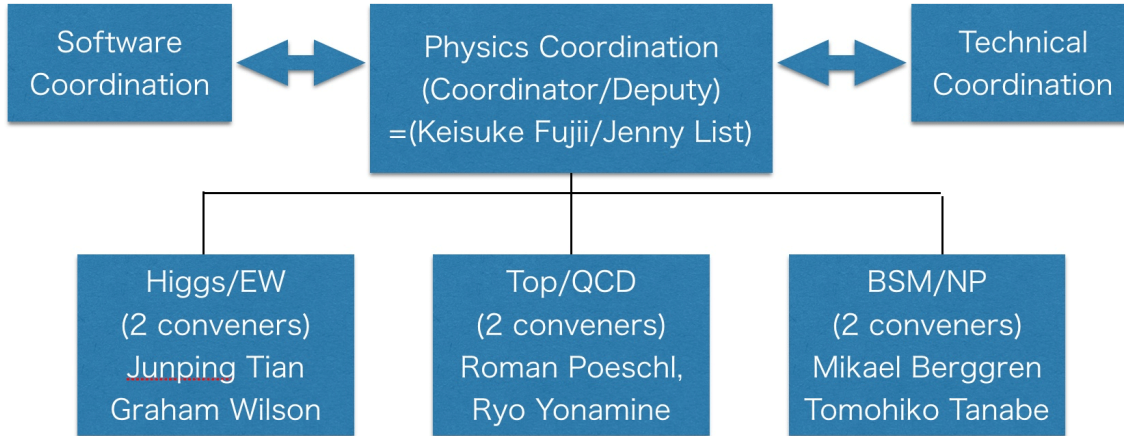 Software
Coordination
Physics Coordination
(Coordinator/Deputy)
=(Keisuke Fujii/Jenny List)
Technical
Coordination
Higgs/EW
(2 conveners)
Junping Tian
Graham Wilson
Top/QCD
(2 conveners)
Roman Poeschl,
Ryo Yonamine
BSM/NP
(2 conveners)
Mikael Berggren
Tomohiko Tanabe